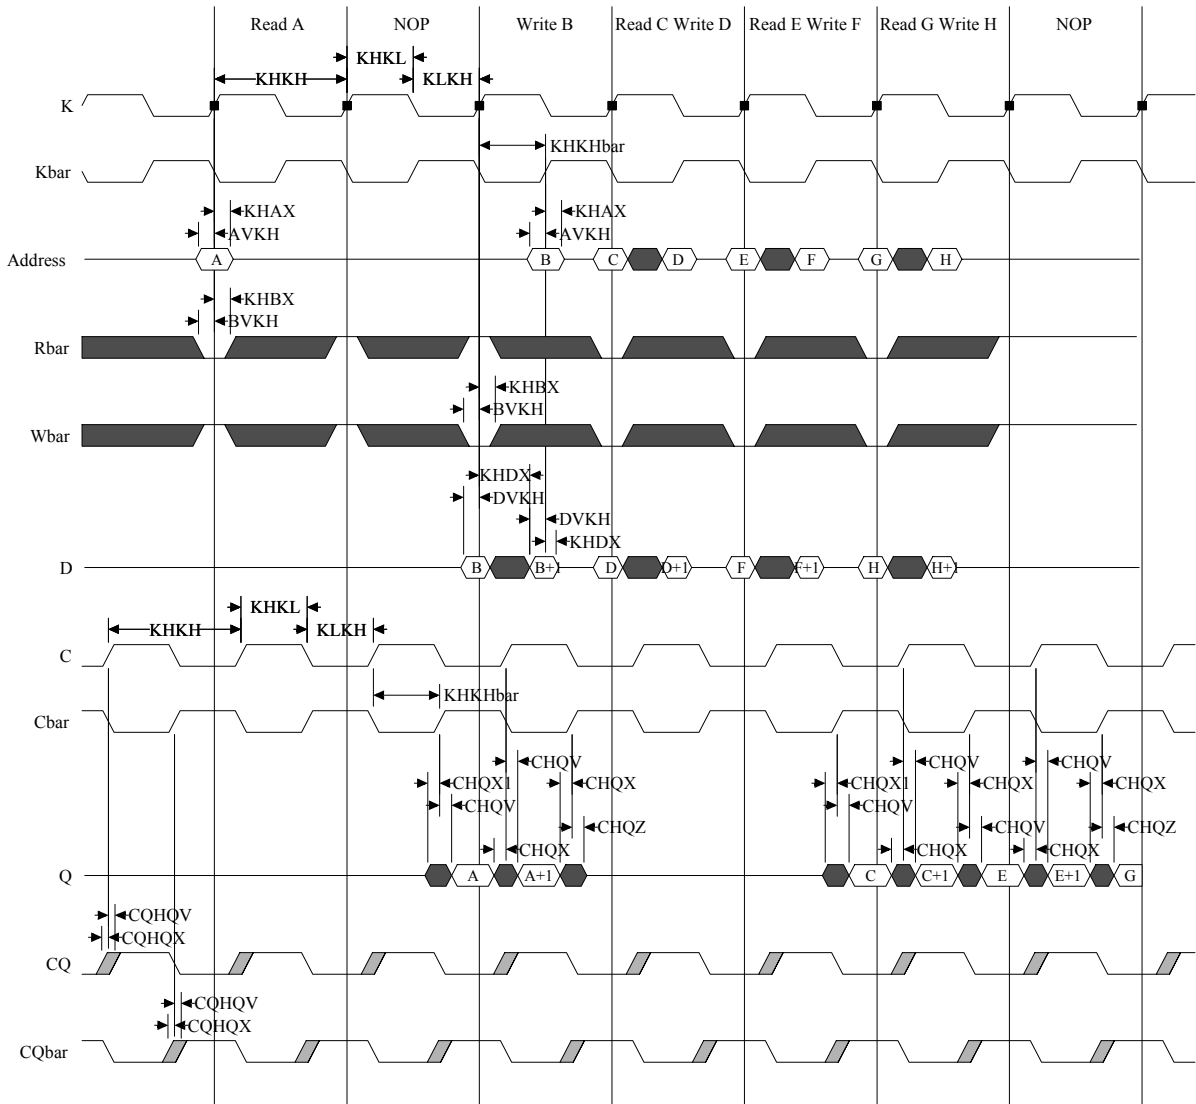 Read A NOP Write B Read C Write D Read E Write F Read G Write H NOP
KHKL
KHKH KLKH
K
KHKHbar
Kbar
KHAX KHAX
AVKH AVKH
Address A B C D E F G H
KHBX
BVKH
Rbar
KHBX
BVKH
Wbar
KHDX
DVKH
DVKH
KHDX
D B B+1 D D+1 F F+1 H H+1
KHKL
KHKH KLKH
C
KHKHbar
Cbar
CHQV CHQV CHQV
CHQX1 CHQX CHQX1 CHQX CHQX
CHQV CHQV
CHQZ CHQV CHQZ
CHQX CHQX CHQX
Q A A+1 C C+1 E E+1 G
CQHQV
CQHQX
CQ
CQHQV
CQHQX
CQbar